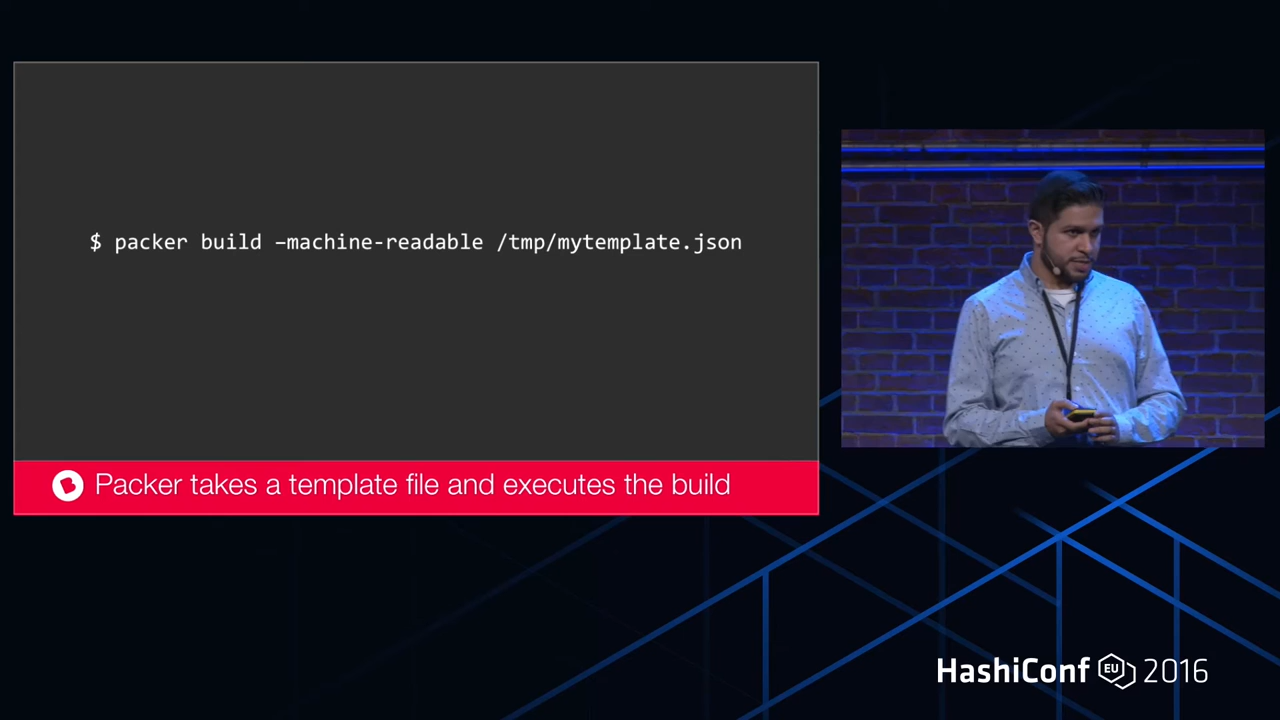 $ packer build –machine-readable /tmp/mytemplate.json
Packer takes a template file and executes the build
HashiConf EU 2016